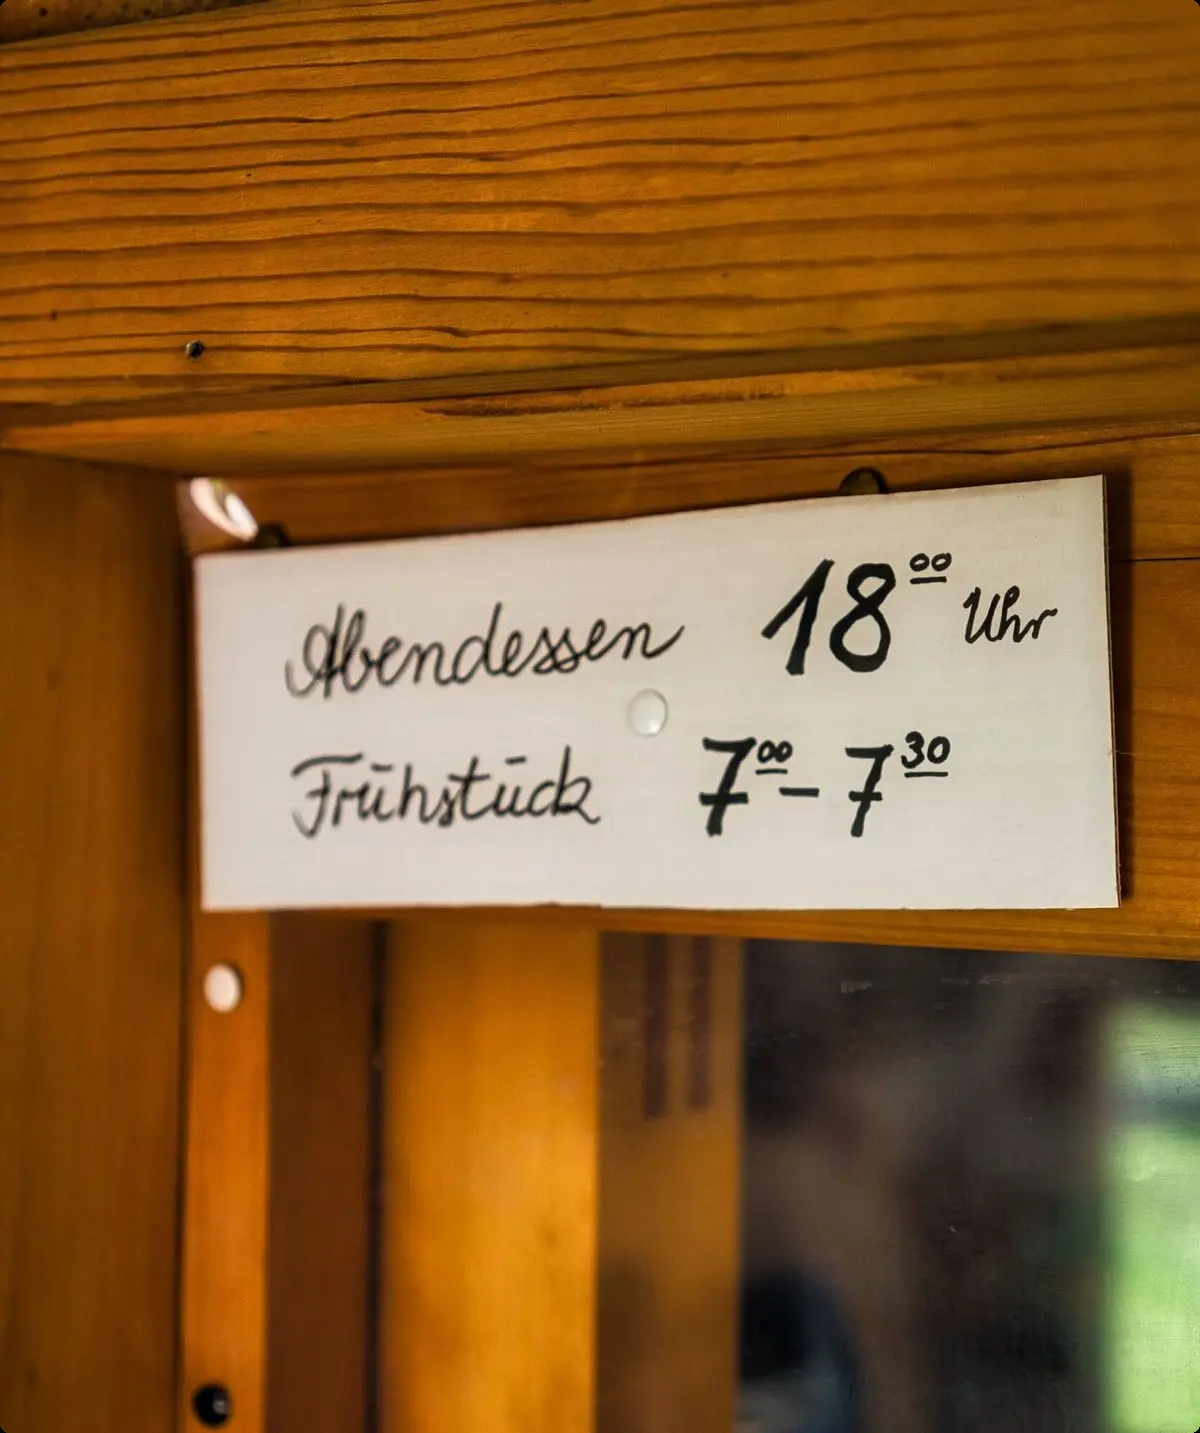 Abendessen 18⁰⁰ Uhr
Frühstück 7⁰⁰ - 7³⁰